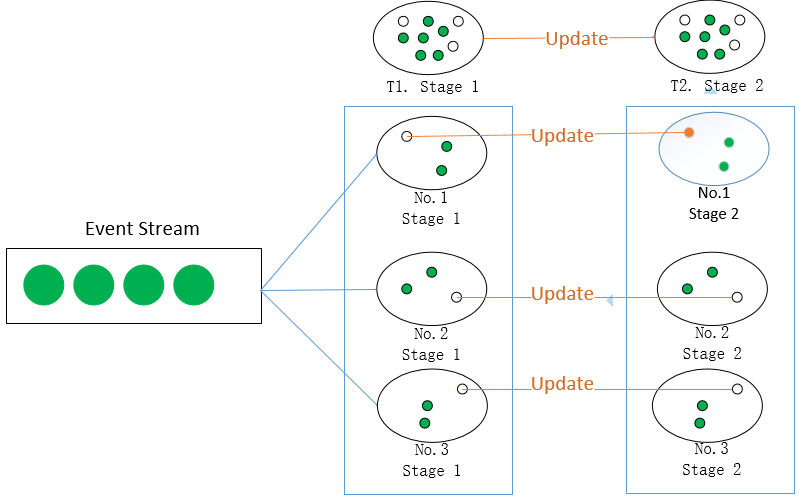 Update
T1. Stage 1
T2. Stage 2
Event Stream
Update
No.1
Stage 1
No.1
Stage 2
Update
No.2
Stage 1
No.2
Stage 2
Update
No.3
Stage 1
No.3
Stage 2